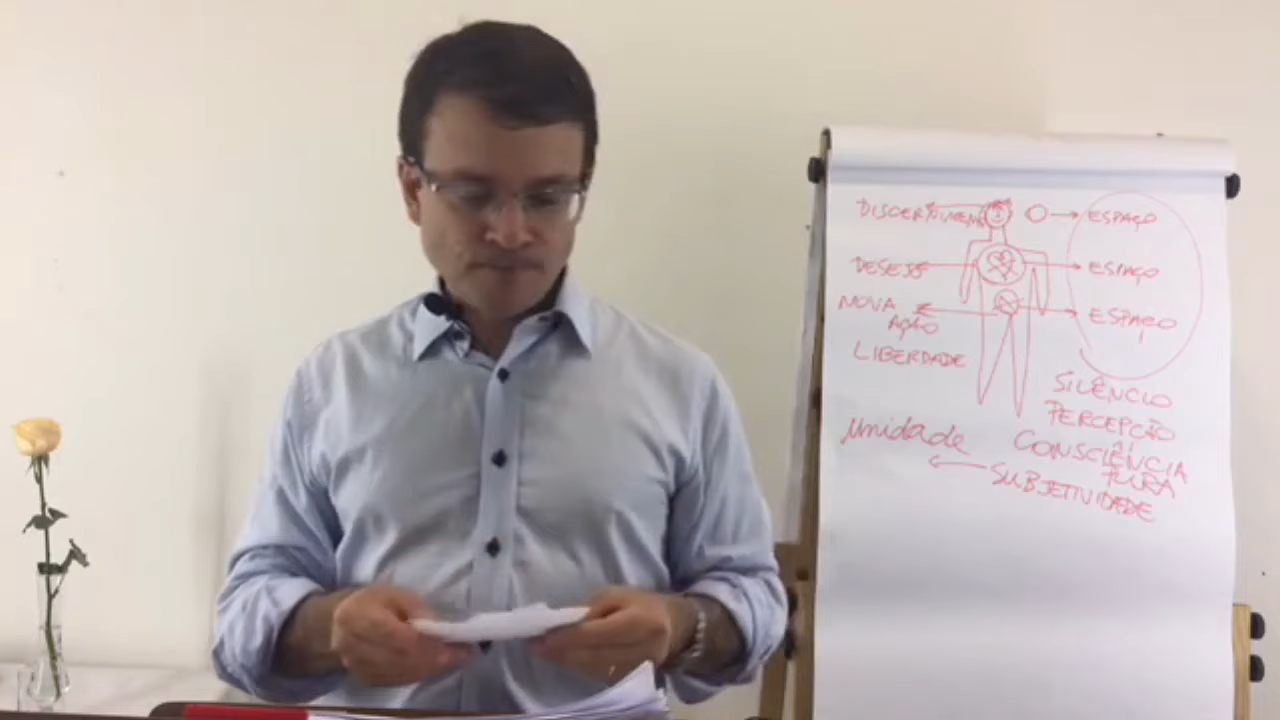 DISCERNIMENTO
ESPAÇO
DESEJO
ESPAÇO
NOVA
AÇÃO
ESPAÇO
LIBERDADE
SILÊNCIO
PERCEPÇÃO
Unidade
CONSCIÊNCIA
PURA
SUBJETIVIDADE